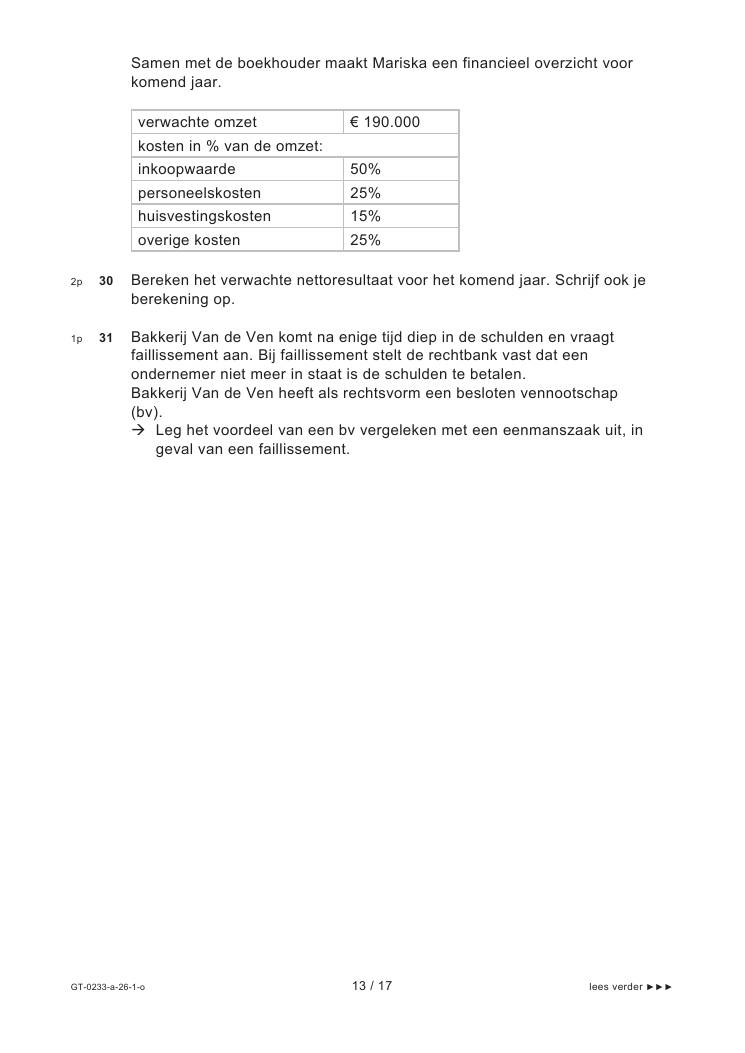 Samen met de boekhouder maakt Mariska een financieel overzicht voor
komend jaar.
verwachte omzet € 190.000
kosten in % van de omzet:
inkoopwaarde 50%
personeelskosten 25%
huisvestingskosten 15%
overige kosten 25%
2p 30 Bereken het verwachte nettoresultaat voor het komend jaar. Schrijf ook je
berekening op.
1p 31 Bakkerij Van de Ven komt na enige tijd diep in de schulden en vraagt
faillissement aan. Bij faillissement stelt de rechtbank vast dat een
ondernemer niet meer in staat is de schulden te betalen.
Bakkerij Van de Ven heeft als rechtsvorm een besloten vennootschap
(bv).
→ Leg het voordeel van een bv vergeleken met een eenmanszaak uit, in
geval van een faillissement.
GT-0233-a-26-1-o 13 / 17 lees verder ►►►